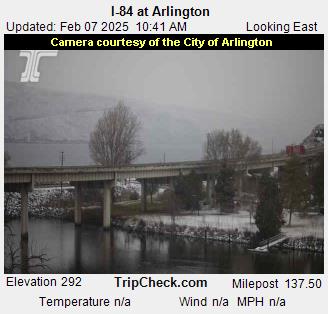 I-84 at Arlington
Updated: Feb 07 2025 10:41 AM Looking East
Camera courtesy of the City of Arlington
Elevation 292 TripCheck.com Milepost 137.50
Temperature n/a Wind n/a MPH n/a